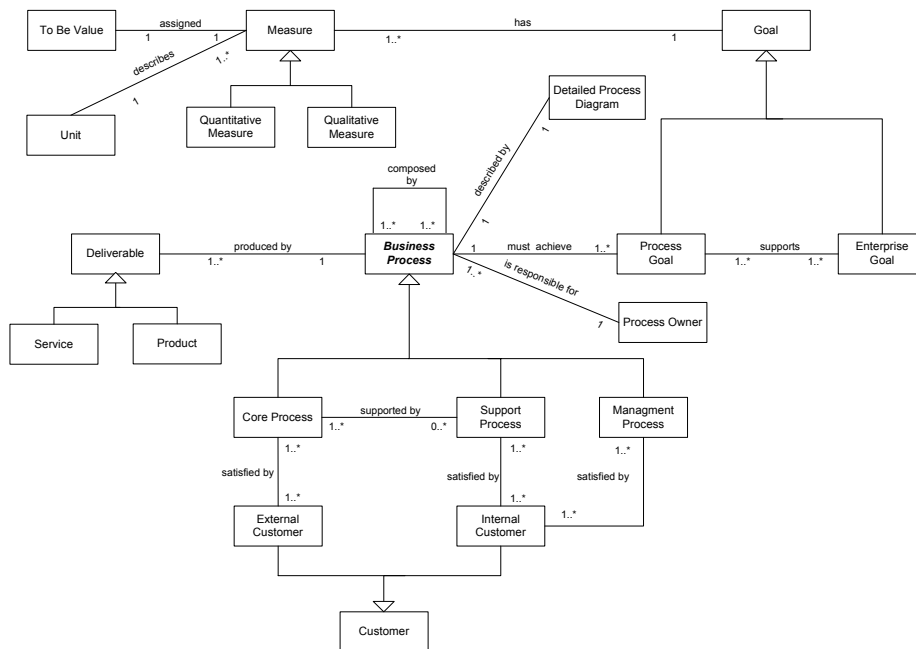 has
To Be Value
assigned
Measure
Goal
1
1
1..*
1
describes
1..*
1
Unit
Quantitative
Measure
Qualitative
Measure
Detailed Process
Diagram
1
described by
1
composed
by
1..*
1..*
Deliverable
produced by
1..*
1
Business
Process
1
must achieve
1..*
Process
Goal
supports
1..*
1..*
Enterprise
Goal
1..*
is responsible for
1
Process Owner
Service
Product
Core Process
supported by
1..*
0..*
Support
Process
Managment
Process
1..*
1..*
1..*
satisfied by
satisfied by
satisfied by
1..*
1..*
1..*
External
Customer
Internal
Customer
Customer